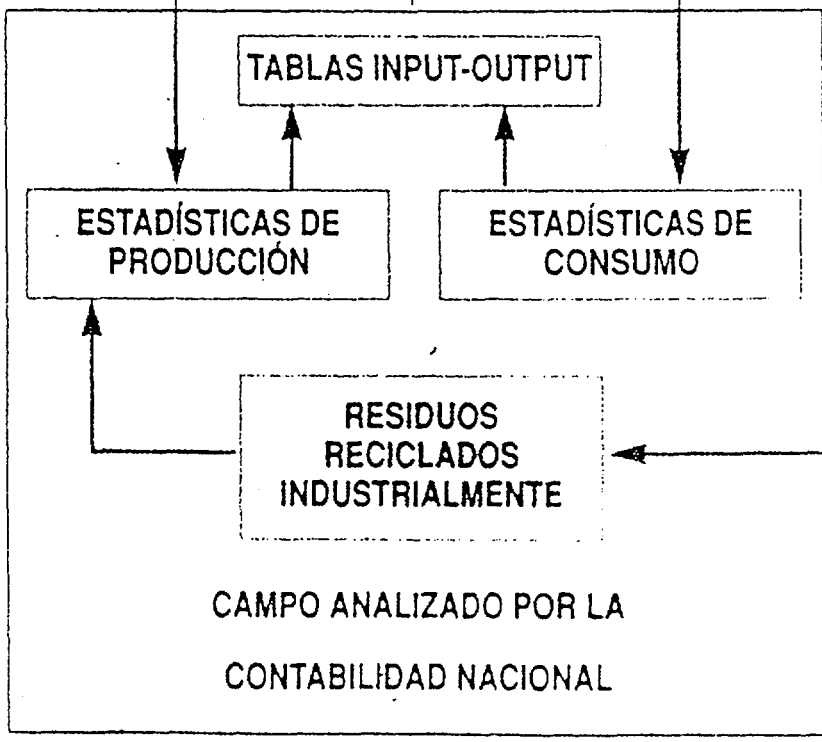 TABLAS INPUT-OUTPUT
ESTADÍSTICAS DE
PRODUCCIÓN
ESTADÍSTICAS DE
CONSUMO
RESIDUOS
RECICLADOS
INDUSTRIALMENTE
CAMPO ANALIZADO POR LA
CONTABILIDAD NACIONAL